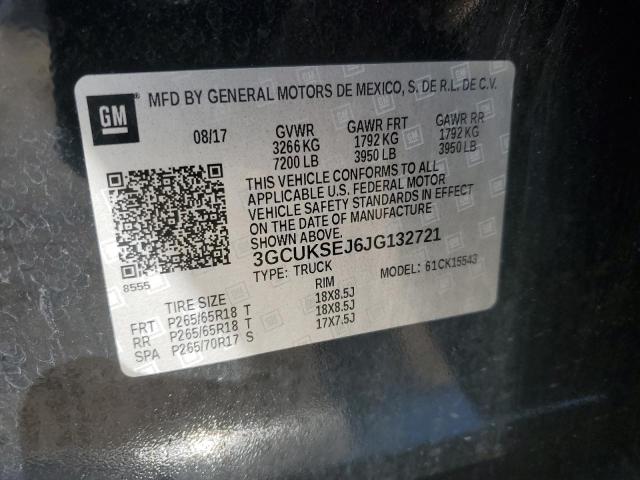 GM
MFD BY GENERAL MOTORS DE MEXICO, S. DE R.L. DE C.V.
08/17 GVWR GAWR FRT GAWR RR
3266 KG 1792 KG 1792 KG
7200 LB 3950 LB 3950 LB
THIS VEHICLE CONFORMS TO ALL
APPLICABLE U.S. FEDERAL MOTOR
VEHICLE SAFETY STANDARDS IN EFFECT ON
THE DATE OF MANUFACTURE
SHOWN ABOVE.
3GCUKSEJ6JG132721
8555 TYPE: TRUCK MODEL: 61CK15543
TIRE SIZE RIM
FRT P265/65R18 T 18X8.5J
RR P265/65R18 T 18X8.5J
SPA P265/70R17 S 17X7.5J